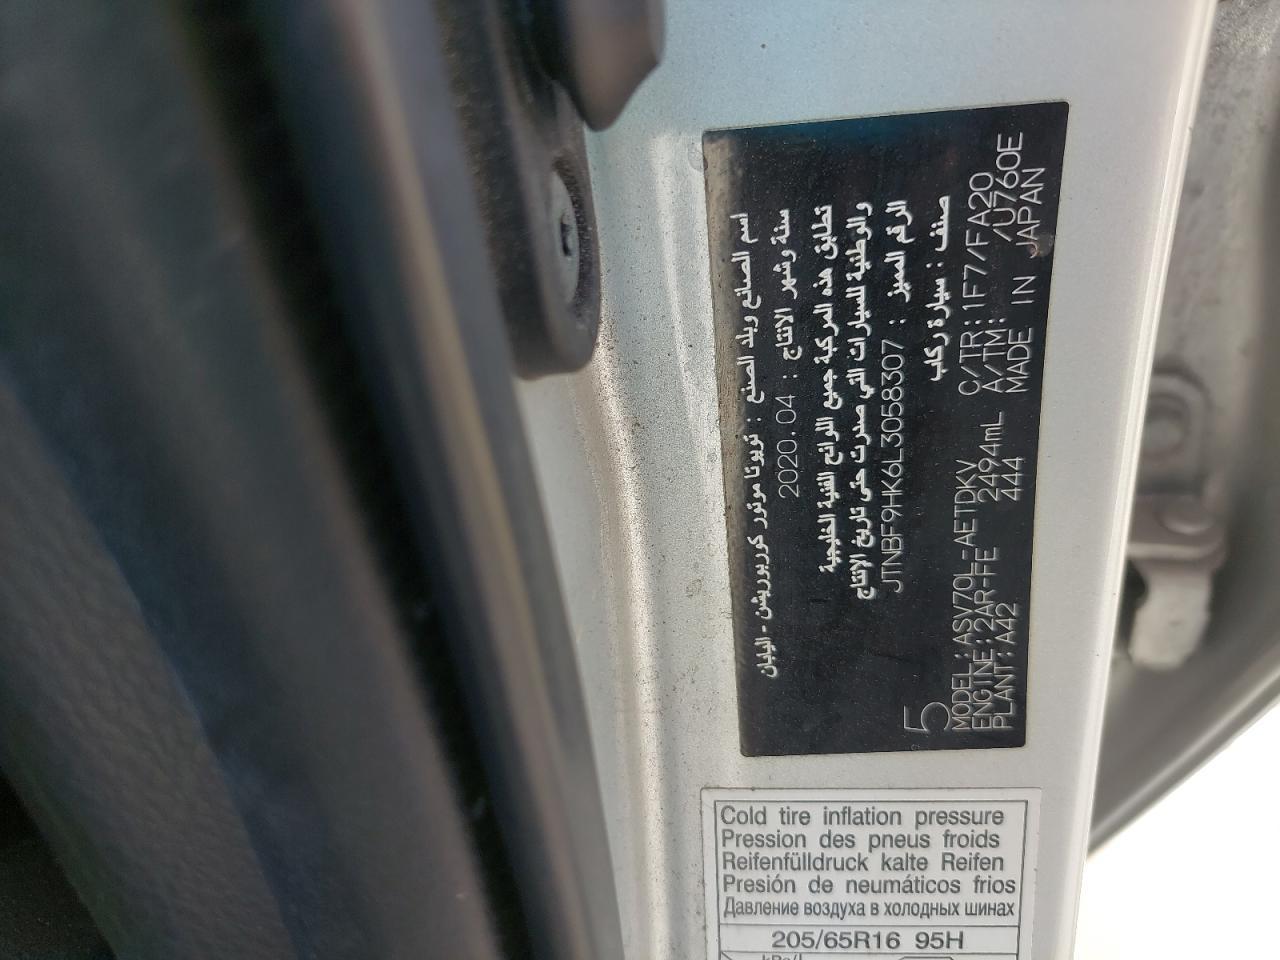 اسم الصانع وبلد الصنع : تويوتا موتور كوربوريشن - اليابان
سنة وشهر الانتاج : 2020.04
تطابق هذه المركبة جميع اللوائح الفنية الخليجية
والوطنية للسيارات التي صدرت حتى تاريخ الإنتاج
الرقم المميز : JTNBF9HK6L3058307
صنف : سيارة ركاب
5
MODEL:ASV70L-AETDKV C/TR:1F7/FA20
ENGINE:2AR-FE 2494mL A/TM: /U760E
PLANT:A42 444 MADE IN JAPAN
Cold tire inflation pressure
Pression des pneus froids
Reifenfülldruck kalte Reifen
Presión de neumáticos frios
Давление воздуха в холодных шинах
205/65R16 95H